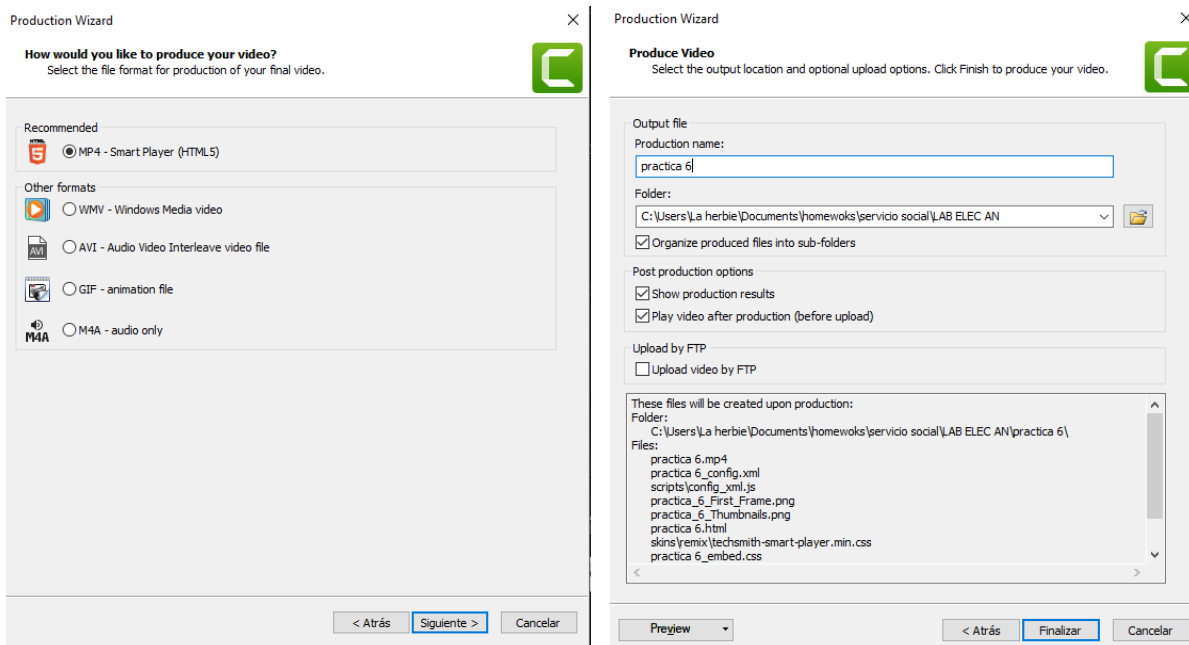 Production Wizard
How would you like to produce your video?
Select the file format for production of your final video.
Recommended
MP4 - Smart Player (HTML5)
Other formats
WMV - Windows Media video
AVI
AVI - Audio Video Interleave video file
GIF - animation file
M4A
M4A - audio only
< Atrás
Siguiente >
Cancelar
Production Wizard
Produce Video
Select the output location and optional upload options. Click Finish to produce your video.
Output file
Production name:
practica 6
Folder:
C:\Users\La herbie\Documents\homewoks\servicio social\LAB ELEC AN
Organize produced files into sub-folders
Post production options
Show production results
Play video after production (before upload)
Upload by FTP
Upload video by FTP
These files will be created upon production:
Folder:
C:\Users\La herbie\Documents\homewoks\servicio social\LAB ELEC AN\practica 6\
Files:
practica 6.mp4
practica 6_config.xml
scripts\config_xml.js
practica_6_First_Frame.png
practica_6_Thumbnails.png
practica 6.html
skins\remix\techsmith-smart-player.min.css
practica 6_embed.css
Preview
< Atrás
Finalizar
Cancelar